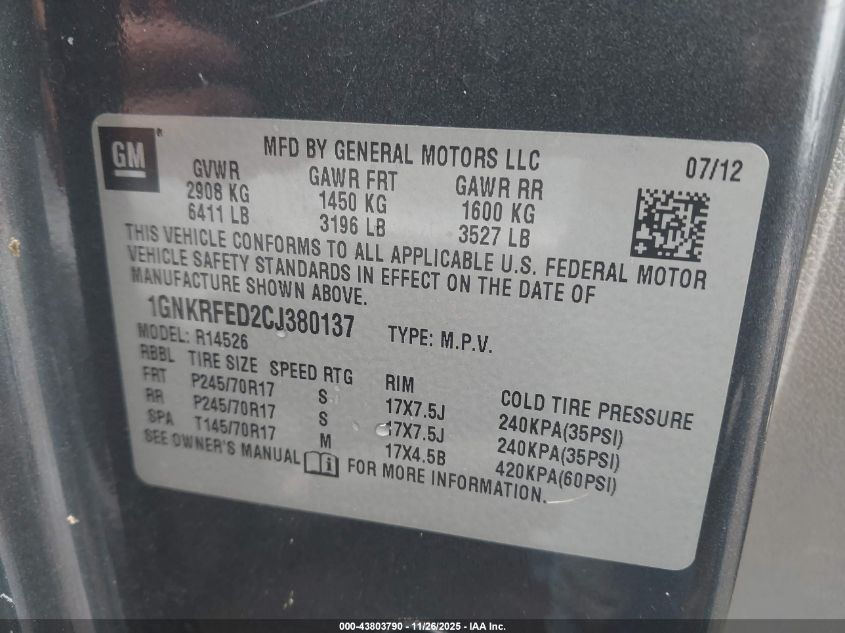 GM ®
MFD BY GENERAL MOTORS LLC 07/12
GVWR GAWR FRT GAWR RR
2908 KG 1450 KG 1600 KG
6411 LB 3196 LB 3527 LB
THIS VEHICLE CONFORMS TO ALL APPLICABLE U.S. FEDERAL MOTOR
VEHICLE SAFETY STANDARDS IN EFFECT ON THE DATE OF
MANUFACTURE SHOWN ABOVE.
1GNKRFED2CJ380137 TYPE: M.P.V.
MODEL: R14526
RBBL TIRE SIZE SPEED RTG RIM COLD TIRE PRESSURE
FRT P245/70R17 S 17X7.5J 240KPA(35PSI)
RR P245/70R17 S 17X7.5J 240KPA(35PSI)
SPA T145/70R17 M 17X4.5B 420KPA(60PSI)
SEE OWNER'S MANUAL FOR MORE INFORMATION.
000-43803790 - 11/26/2025 - IAA Inc.